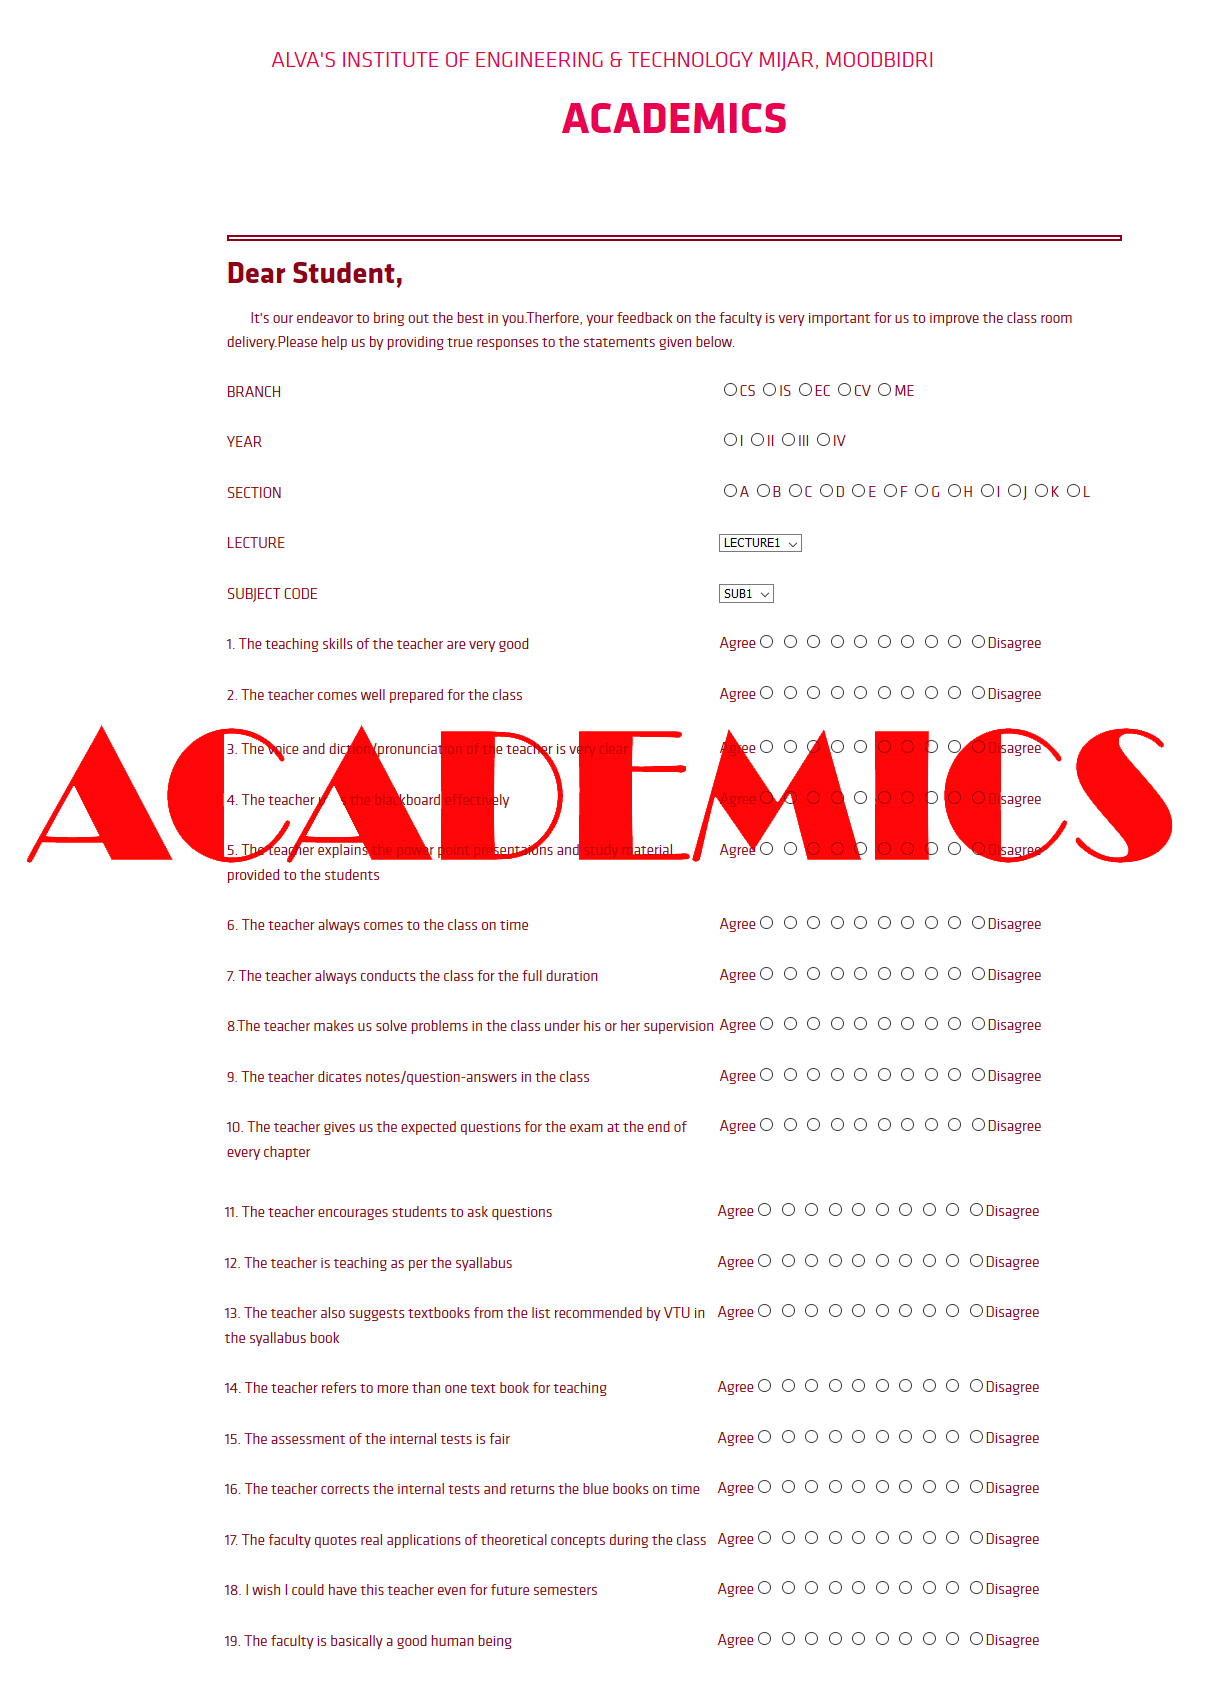 ALVA'S INSTITUTE OF ENGINEERING & TECHNOLOGY MIJAR, MOODBIDRI
ACADEMICS
Dear Student,
It's our endeavor to bring out the best in you.Therfore, your feedback on the faculty is very important for us to improve the class room
delivery.Please help us by providing true responses to the statements given below.
BRANCH CS IS EC CV ME
YEAR I II III IV
SECTION A B C D E F G H I J K L
LECTURE LECTURE1
SUBJECT CODE SUB1
1. The teaching skills of the teacher are very good Agree Disagree
2. The teacher comes well prepared for the class Agree Disagree
ACADEMICS
3. The voice and diction/pronunciation of the teacher is very clear Agree Disagree
4. The teacher the blackboard effectively Agree Disagree
5. The teacher explains the power point presentaions and study material Agree Disagree
provided to the students
6. The teacher always comes to the class on time Agree Disagree
7. The teacher always conducts the class for the full duration Agree Disagree
8.The teacher makes us solve problems in the class under his or her supervision Agree Disagree
9. The teacher dicates notes/question-answers in the class Agree Disagree
10. The teacher gives us the expected questions for the exam at the end of Agree Disagree
every chapter
11. The teacher encourages students to ask questions Agree Disagree
12. The teacher is teaching as per the syallabus Agree Disagree
13. The teacher also suggests textbooks from the list recommended by VTU in Agree Disagree
the syallabus book
14. The teacher refers to more than one text book for teaching Agree Disagree
15. The assessment of the internal tests is fair Agree Disagree
16. The teacher corrects the internal tests and returns the blue books on time Agree Disagree
17. The faculty quotes real applications of theoretical concepts during the class Agree Disagree
18. I wish I could have this teacher even for future semesters Agree Disagree
19. The faculty is basically a good human being Agree Disagree